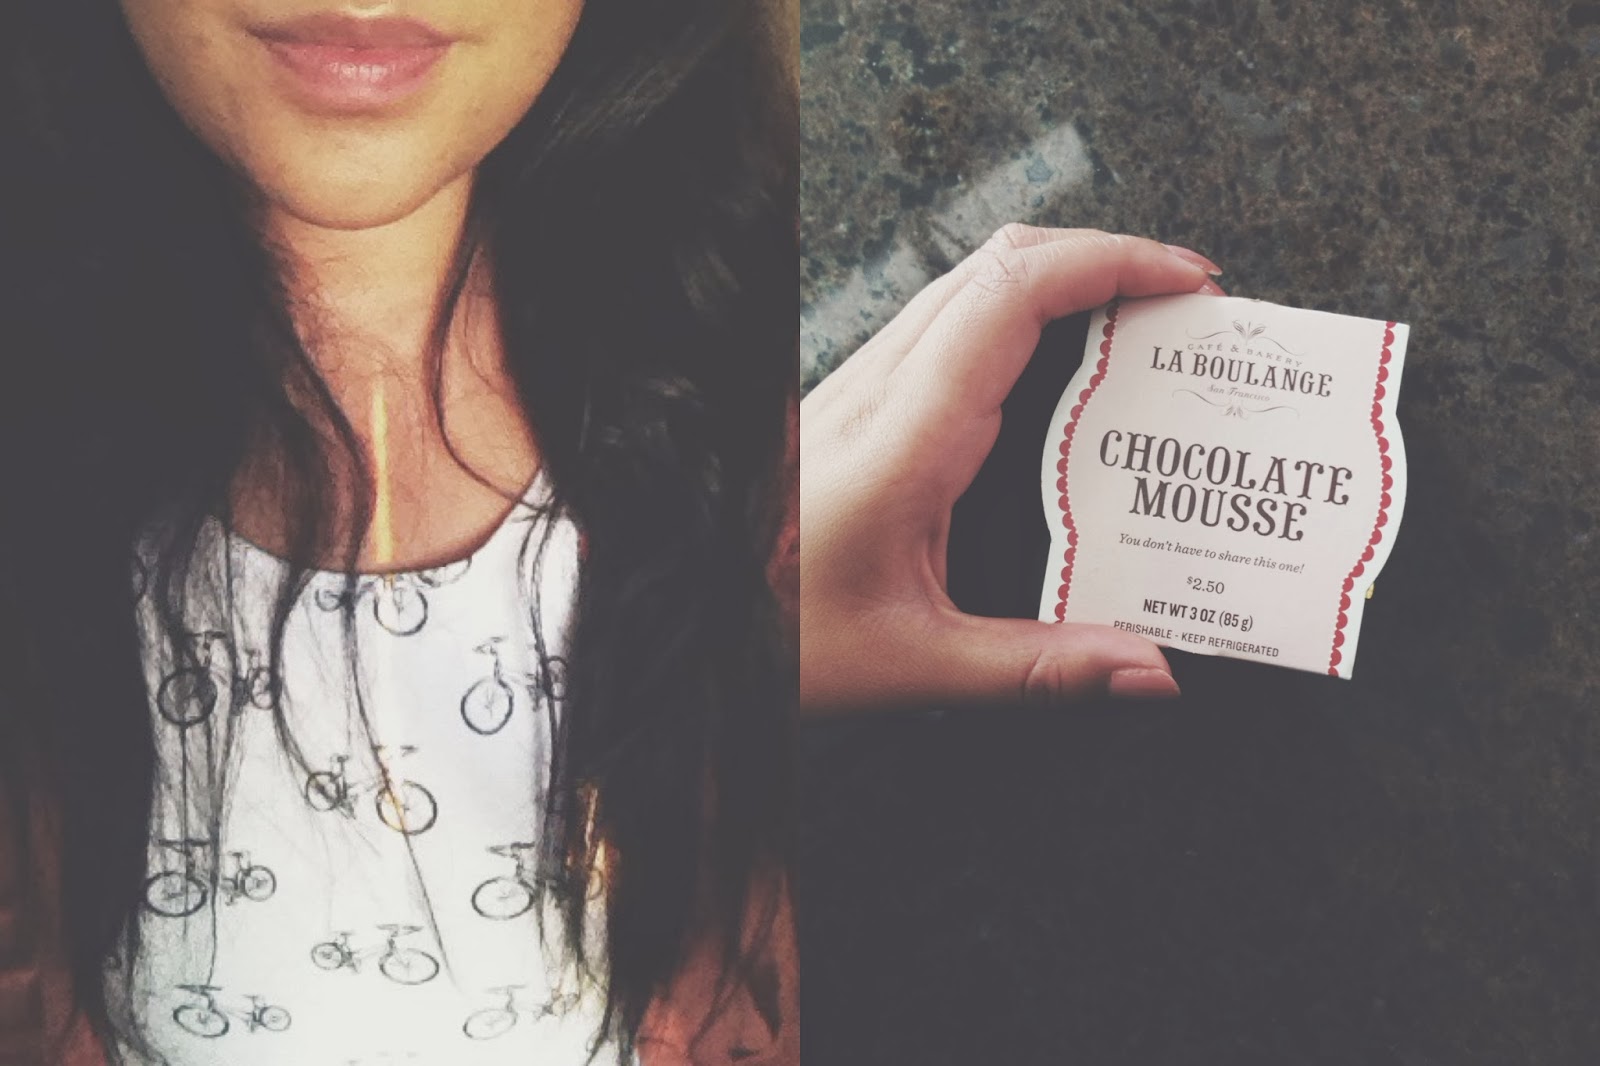 CAFÉ & BAKERY
LA BOULANGE
San Francisco
CHOCOLATE
MOUSSE
You don't have to share this one!
$2.50
NET WT 3 OZ (85 g)
PERISHABLE - KEEP REFRIGERATED